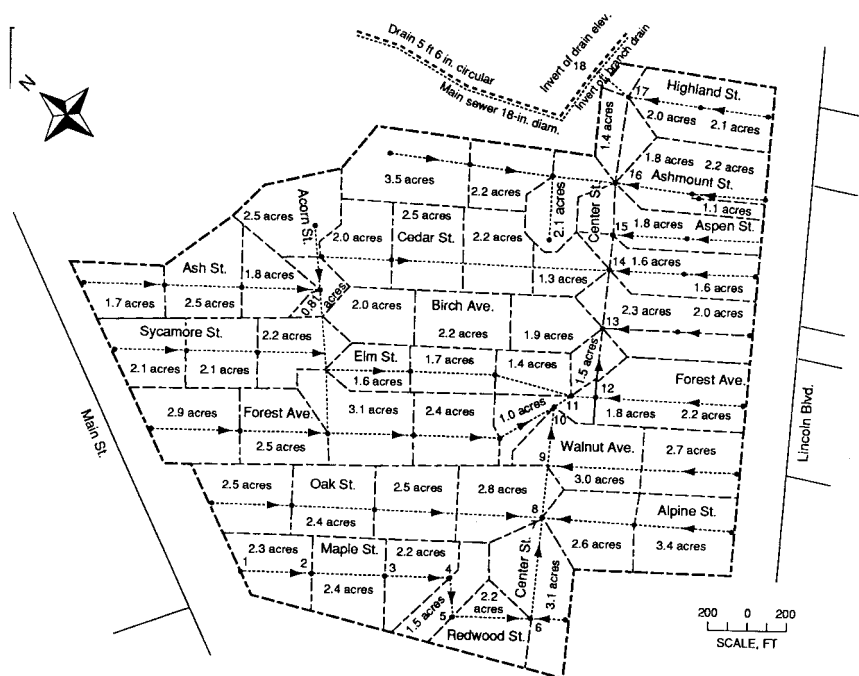 Drain 5 ft 6 in. circular
Main sewer 18-in. diam.
Invert of drain elev.
18
Invert of branch drain
N
Highland St.
17
1.4 acres
2.0 acres
2.1 acres
1.8 acres
2.2 acres
16
Ashmount St.
1.1 acres
3.5 acres
2.2 acres
2.1 acres
Center St.
15
1.8 acres
Aspen St.
Acorn St.
2.5 acres
2.5 acres
2.0 acres
Cedar St.
2.2 acres
14
1.6 acres
1.3 acres
1.6 acres
Ash St.
1.8 acres
1.7 acres
2.5 acres
0.8 acres
2.0 acres
Birch Ave.
2.2 acres
1.9 acres
2.3 acres
2.0 acres
13
Sycamore St.
2.2 acres
2.1 acres
2.1 acres
Elm St.
1.7 acres
1.4 acres
1.6 acres
1.5 acres
12
11
10
Forest Ave.
1.8 acres
2.2 acres
2.9 acres
Forest Ave.
2.5 acres
3.1 acres
2.4 acres
1.0 acres
Walnut Ave.
2.7 acres
9
3.0 acres
Main St.
Lincoln Blvd.
2.5 acres
Oak St.
2.5 acres
2.8 acres
2.4 acres
8
Alpine St.
2.6 acres
3.4 acres
2.3 acres
Maple St.
2.2 acres
1
2
3
4
2.4 acres
1.5 acres
5
2.2
acres
Center St.
3.1 acres
6
Redwood St.
200 0 200
SCALE, FT